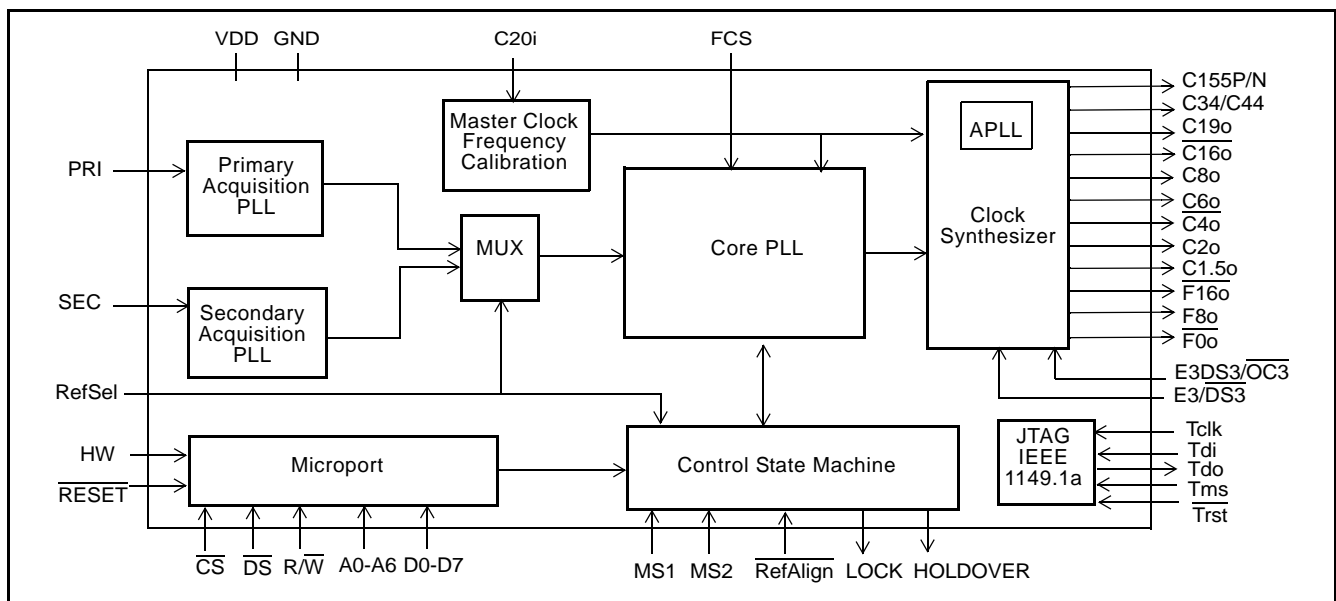 VDD GND C20i FCS
C155P/N
C34/C44
C19o
C16o
C8o
C6o
C4o
C2o
C1.5o
F16o
F8o
F0o
Master Clock
Frequency
Calibration
APLL
Clock
Synthesizer
PRI
Primary
Acquisition
PLL
MUX
Core PLL
SEC
Secondary
Acquisition
PLL
RefSel
E3DS3/OC3
E3/DS3
HW
RESET
Microport
Control State Machine
JTAG
IEEE
1149.1a
Tclk
Tdi
Tdo
Tms
Trst
CS DS R/W A0-A6 D0-D7
MS1 MS2 RefAlign LOCK HOLDOVER